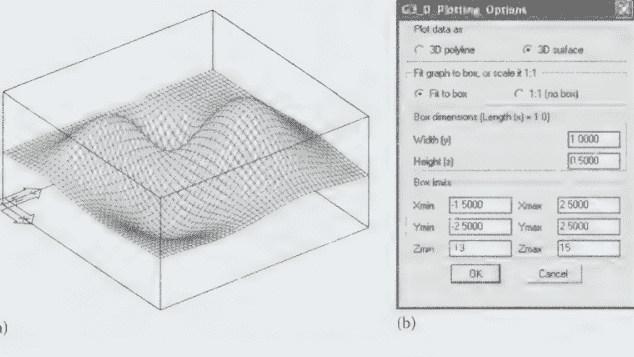 G3_D Plotting Options
Plot data as
3D polyline 3D surface
Fit graph to box, or scale it 1:1
Fit to box 1:1 (no box)
Box dimensions (Length (x) = 1.0)
Width (y) 1.0000
Height (z) 0.5000
Box limits
Xmin -1.5000 Xmax 2.5000
Ymin -2.5000 Ymax 2.5000
Zmin 13 Zmax 15
OK Cancel
a)
(b)